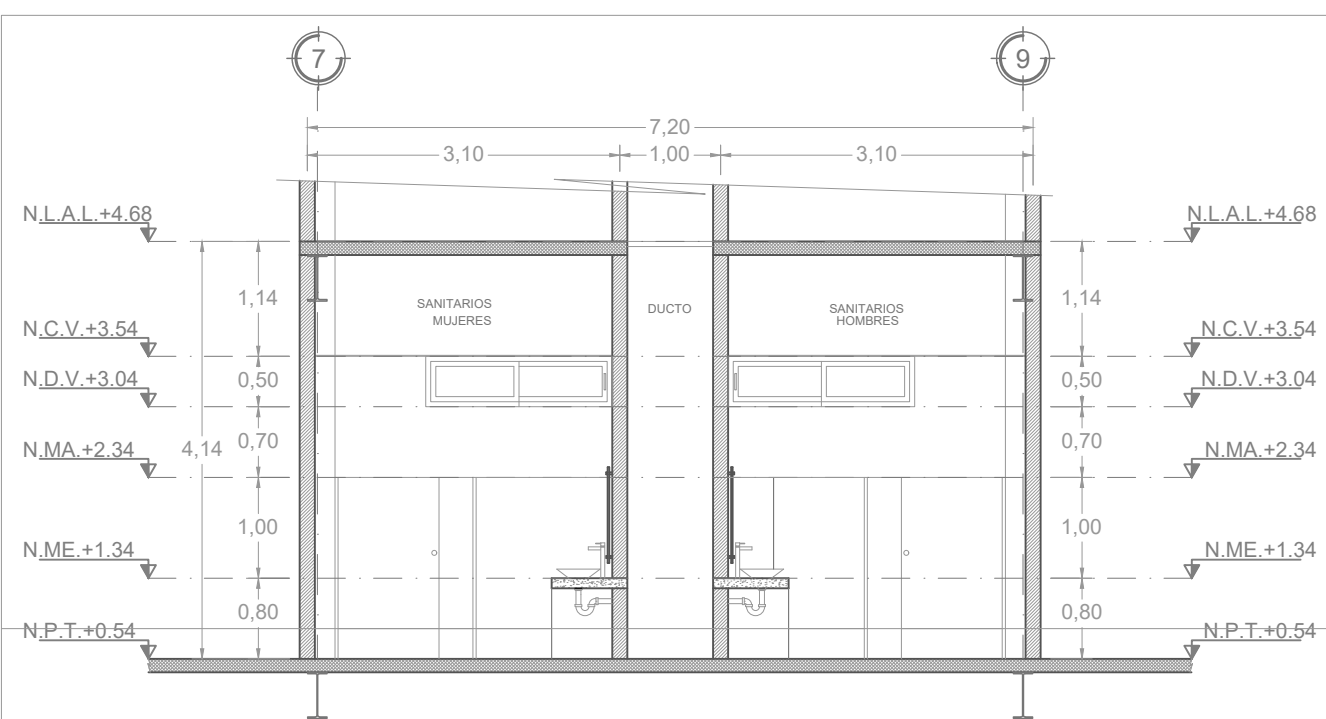 7 9
7,20
3,10 1,00 3,10
N.L.A.L.+4.68 N.L.A.L.+4.68
1,14 1,14
SANITARIOS MUJERES
DUCTO
SANITARIOS HOMBRES
N.C.V.+3.54 N.C.V.+3.54
0,50 0,50
N.D.V.+3.04 N.D.V.+3.04
4,14 0,70 0,70
N.MA.+2.34 N.MA.+2.34
1,00 1,00
N.ME.+1.34 N.ME.+1.34
0,80 0,80
N.P.T.+0.54 N.P.T.+0.54